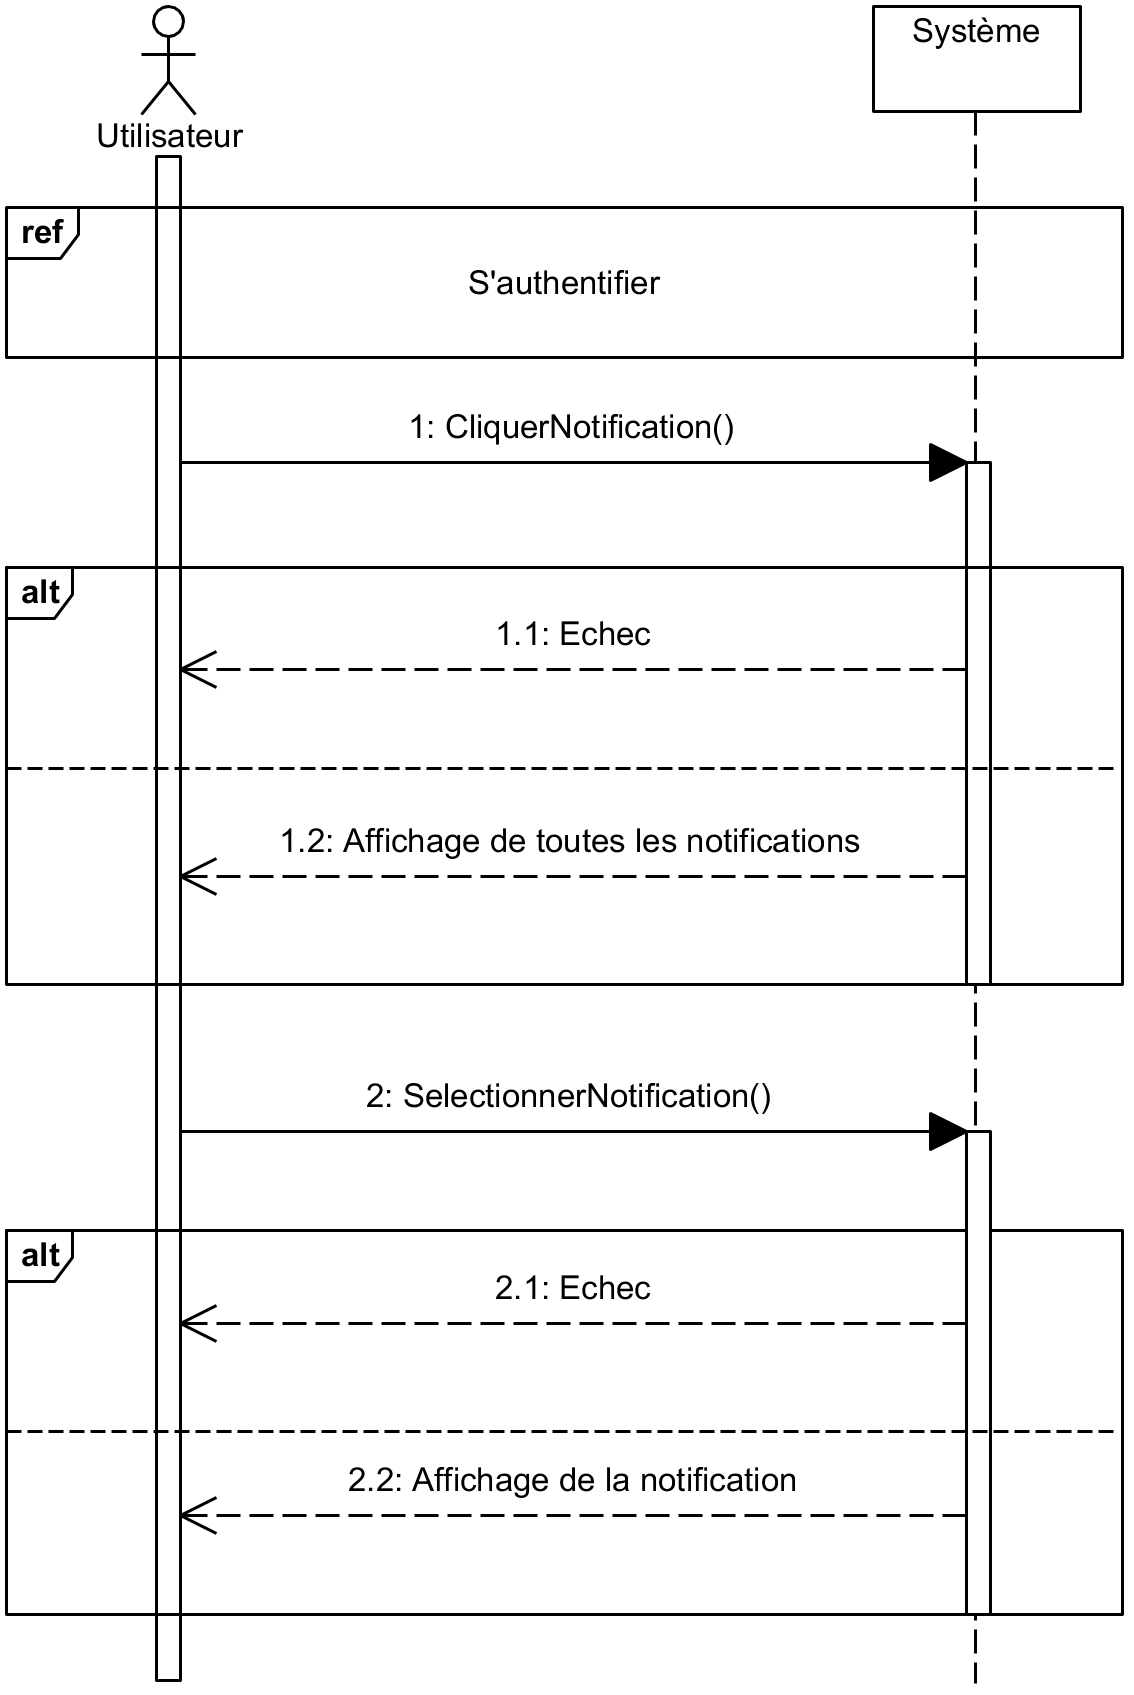 Utilisateur
Système
ref
S'authentifier
1: CliquerNotification()
alt
1.1: Echec
1.2: Affichage de toutes les notifications
2: SelectionnerNotification()
alt
2.1: Echec
2.2: Affichage de la notification